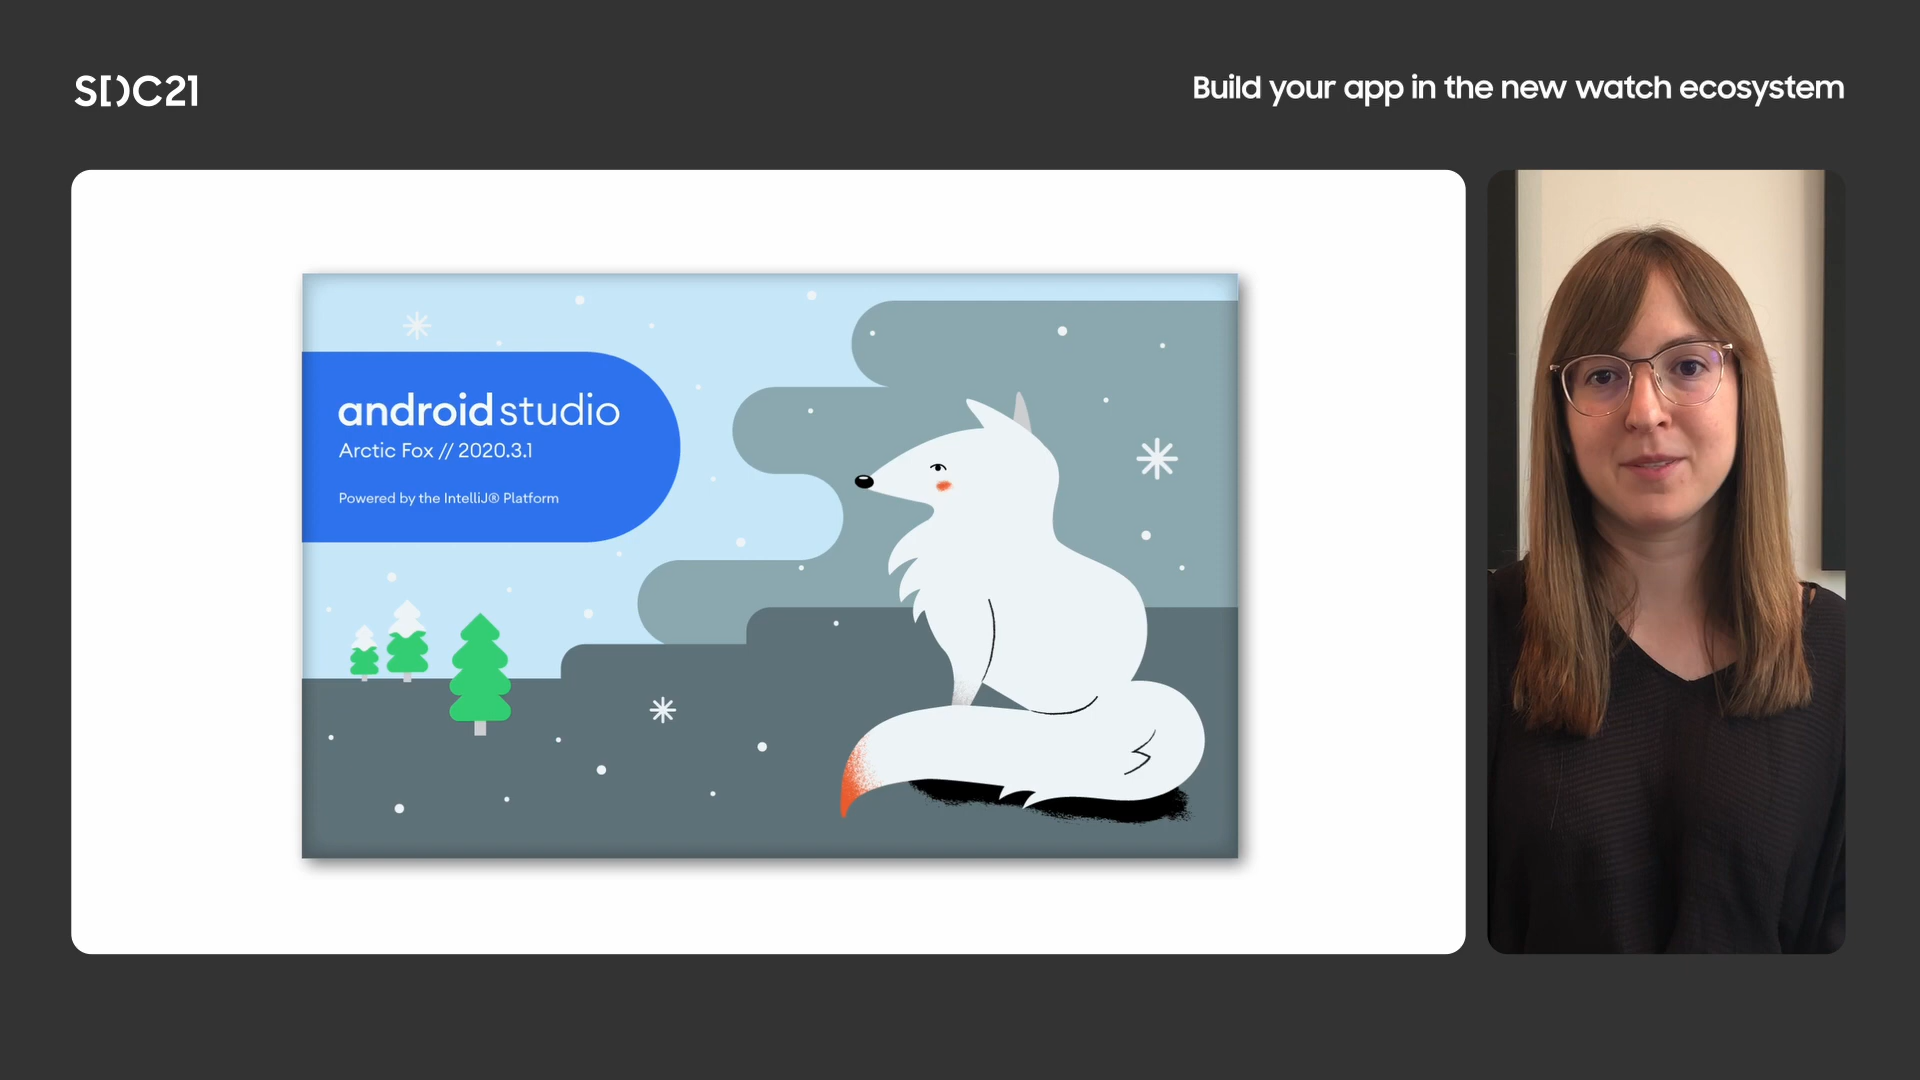 SDC21
Build your app in the new watch ecosystem
android studio
Arctic Fox // 2020.3.1
Powered by the IntelliJ® Platform